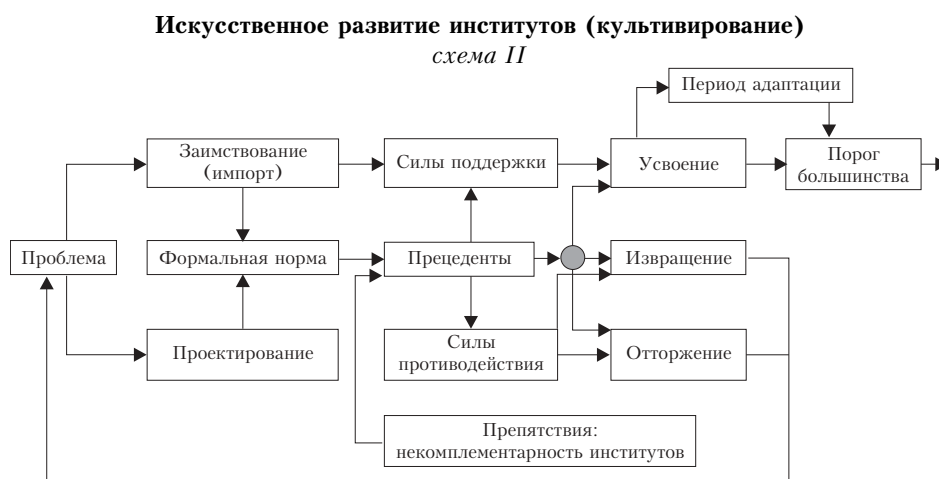 Искусственное развитие институтов (культивирование)
схема II
Период адаптации
Заимствование
(импорт)
Силы поддержки
Усвоение
Порог
большинства
Проблема
Формальная норма
Прецеденты
Извращение
Проектирование
Силы
противодействия
Отторжение
Препятствия:
некомплементарность институтов